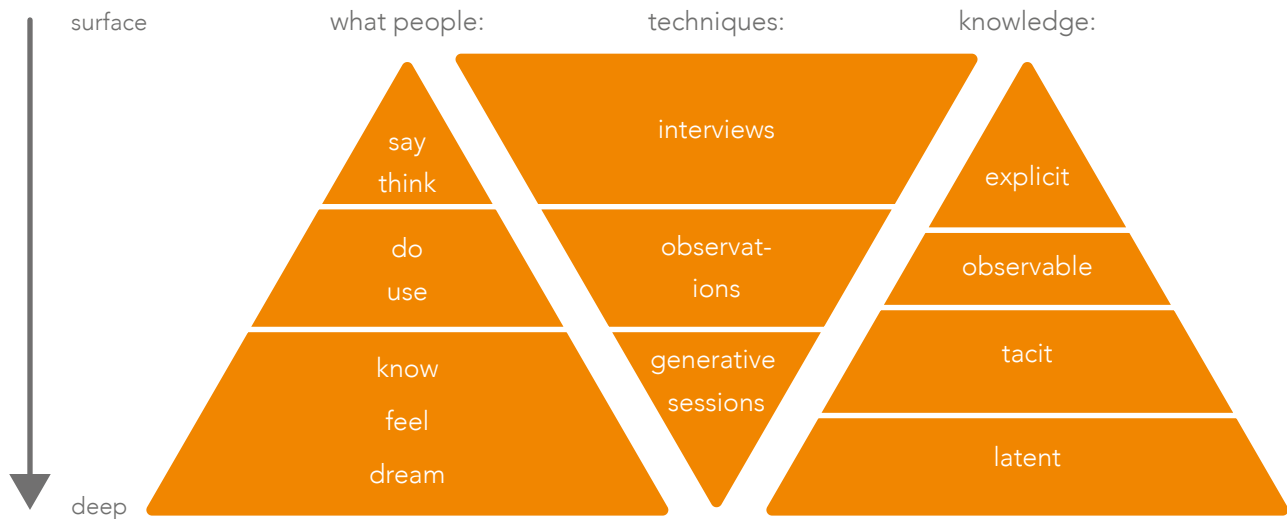 surface
what people:
techniques:
knowledge:
say
think
do
use
know
feel
dream
interviews
observat-
ions
generative
sessions
explicit
observable
tacit
latent
deep